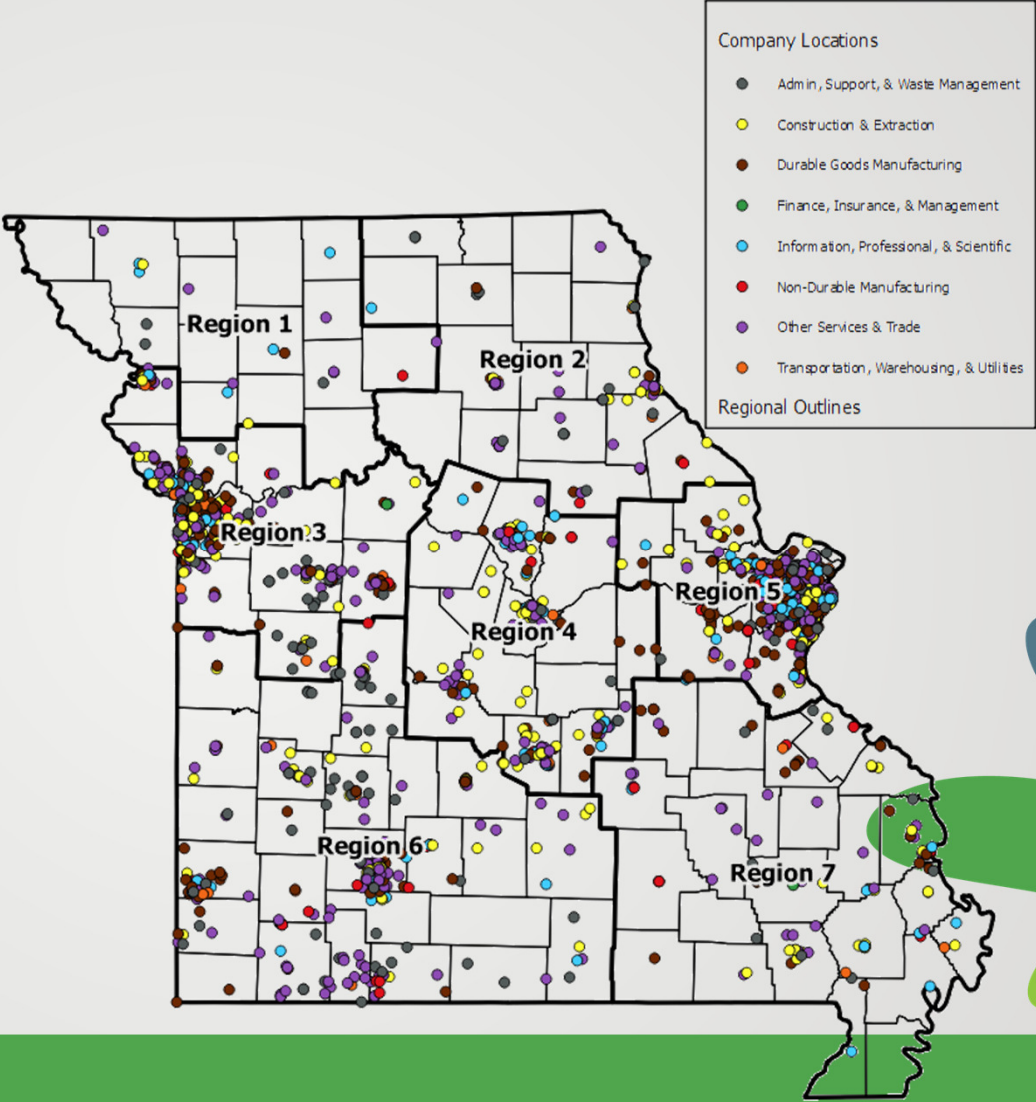 Company Locations
Admin, Support, & Waste Management
Construction & Extraction
Durable Goods Manufacturing
Finance, Insurance, & Management
Information, Professional, & Scientific
Non-Durable Manufacturing
Other Services & Trade
Transportation, Warehousing, & Utilities
Regional Outlines
Region 1
Region 2
Region 3
Region 5
Region 4
Region 6
Region 7